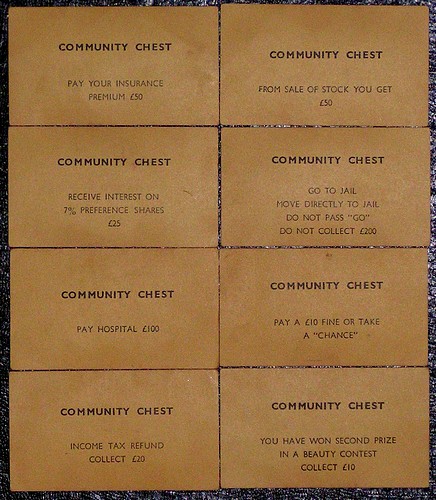 COMMUNITY CHEST
PAY YOUR INSURANCE
PREMIUM £50
COMMUNITY CHEST
FROM SALE OF STOCK YOU GET
£50
COMMUNITY CHEST
RECEIVE INTEREST ON
7% PREFERENCE SHARES
£25
COMMUNITY CHEST
GO TO JAIL
MOVE DIRECTLY TO JAIL
DO NOT PASS "GO"
DO NOT COLLECT £200
COMMUNITY CHEST
PAY HOSPITAL £100
COMMUNITY CHEST
PAY A £10 FINE OR TAKE
A "CHANCE"
COMMUNITY CHEST
INCOME TAX REFUND
COLLECT £20
COMMUNITY CHEST
YOU HAVE WON SECOND PRIZE
IN A BEAUTY CONTEST
COLLECT £10